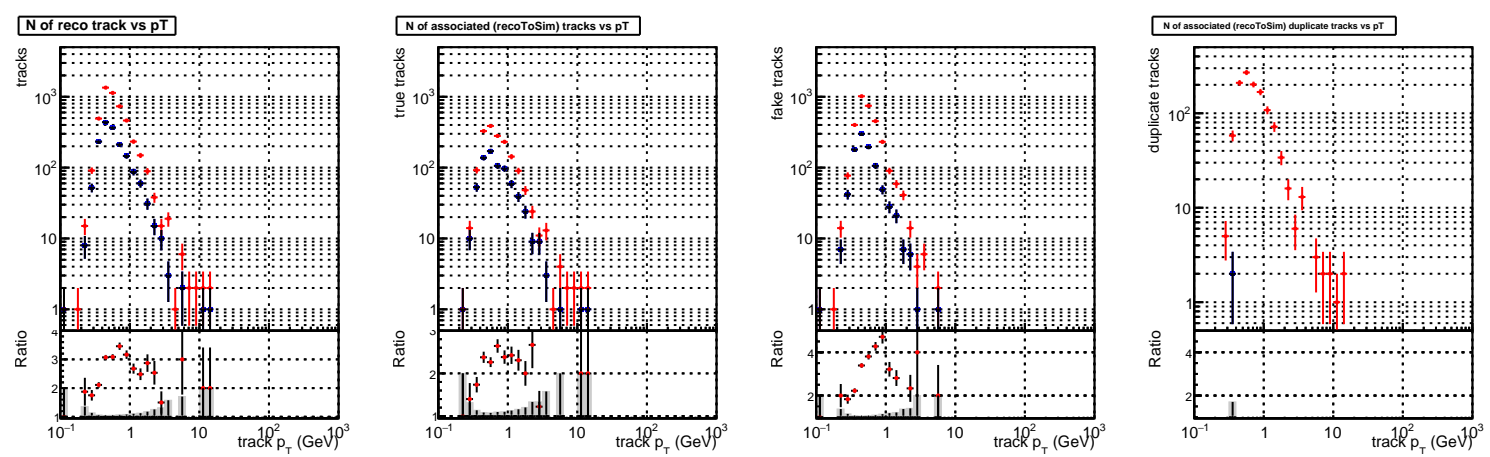 N of reco track vs pT
tracks
10³
10²
10
1
Ratio
4
3
2
1
10⁻¹ 1 10 10² 10³
track p_T (GeV)
N of associated (recoToSim) tracks vs pT
true tracks
10³
10²
10
1
Ratio
3
2
1
10⁻¹ 1 10 10² 10³
track p_T (GeV)
fake tracks
10³
10²
10
1
Ratio
4
2
10⁻¹ 1 10 10² 10³
track p_T (GeV)
N of associated (recoToSim) duplicate tracks vs pT
duplicate tracks
10²
10
1
Ratio
4
2
10⁻¹ 1 10 10² 10³
track p_T (GeV)